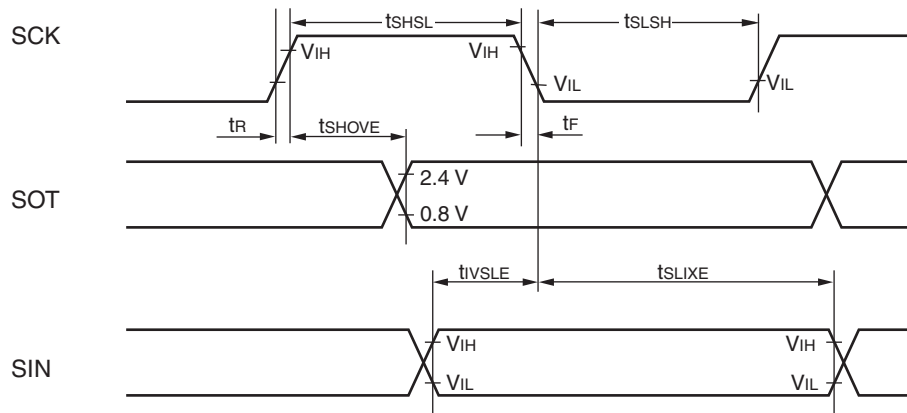 tSHSL tSLSH
SCK VIH VIH
VIL VIL
tR tSHOVE tF
SOT 2.4 V
0.8 V
tIVSLE tSLIXE
VIH VIH
SIN VIL VIL